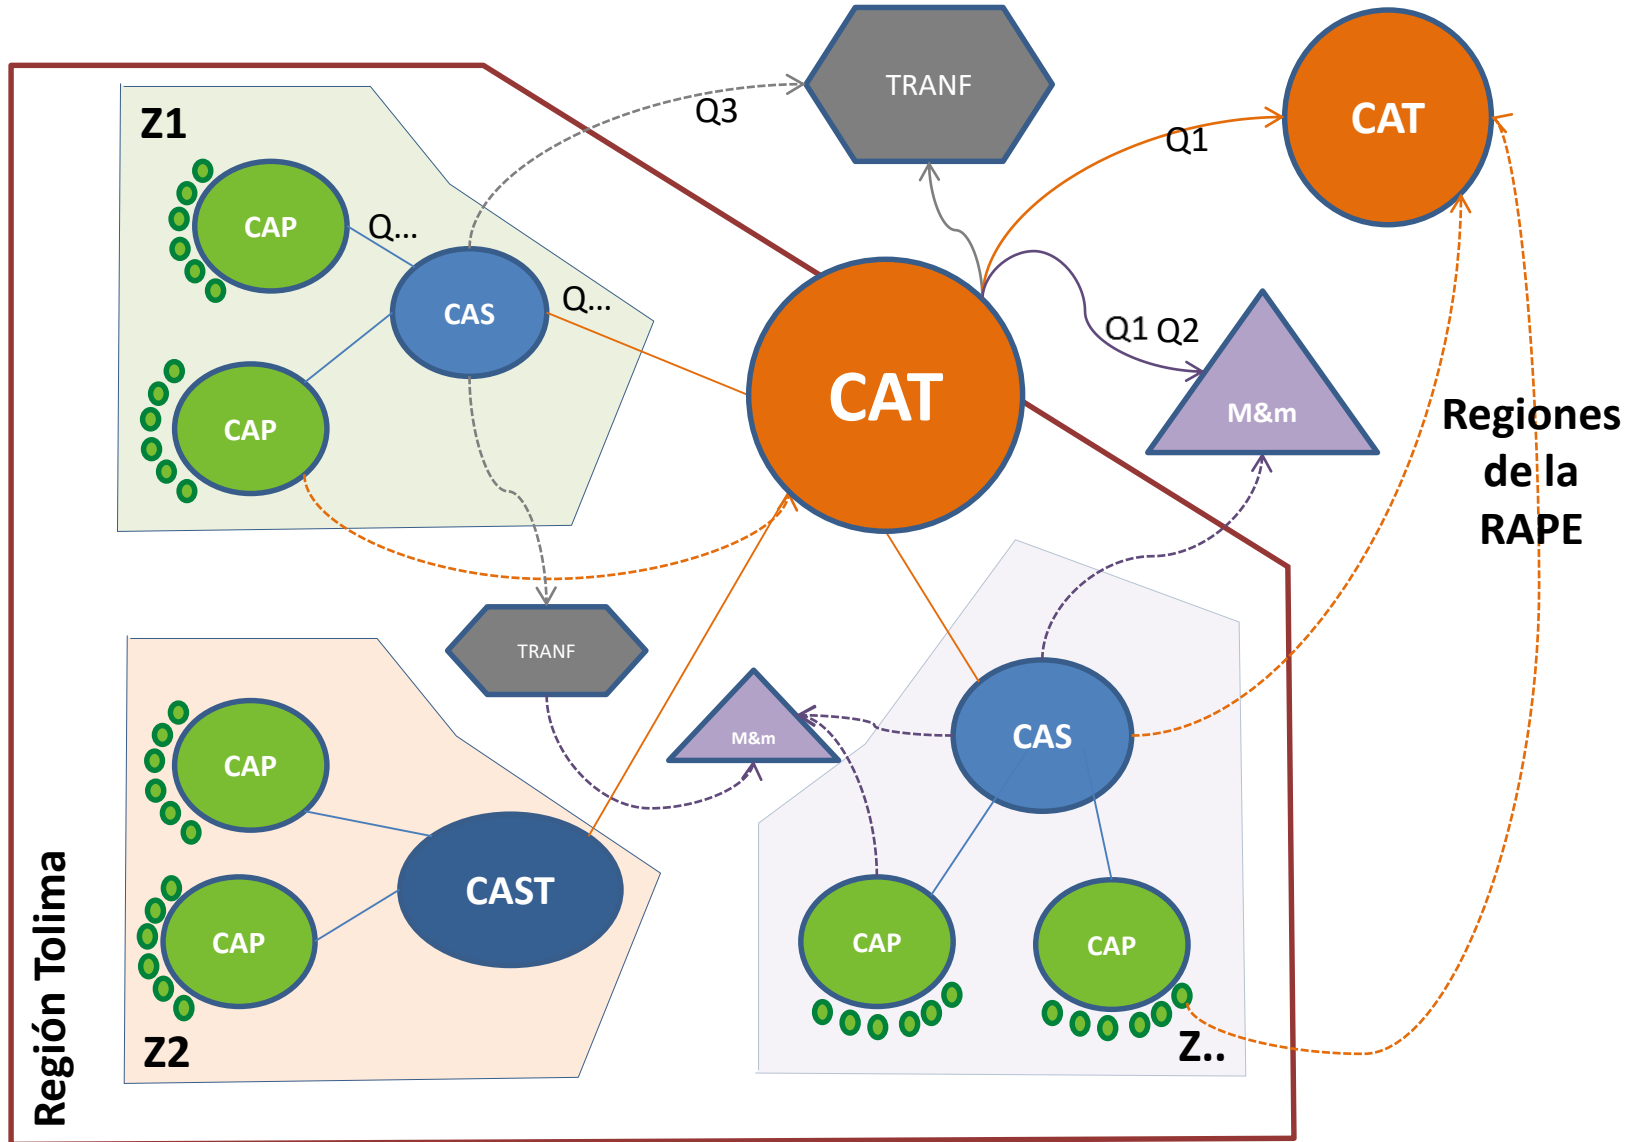 TRANF
CAT
Q3
Q1
Z1
CAP
Q...
CAS
Q...
Q1 Q2
CAT
M&m
CAP
Regiones
de la
RAPE
TRANF
M&m
CAS
CAP
CAST
CAP
CAP
CAP
Z2
Z..
Región Tolima